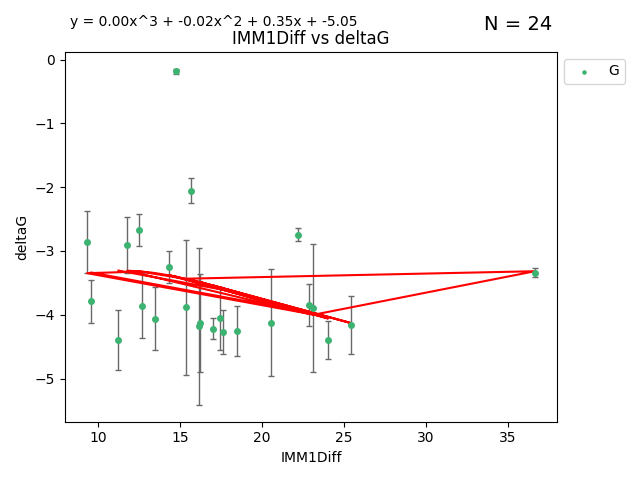 y = 0.00x^3 + -0.02x^2 + 0.35x + -5.05
N = 24
IMM1Diff vs deltaG
G
deltaG
0
−1
−2
−3
−4
−5
10 15 20 25 30 35
IMM1Diff